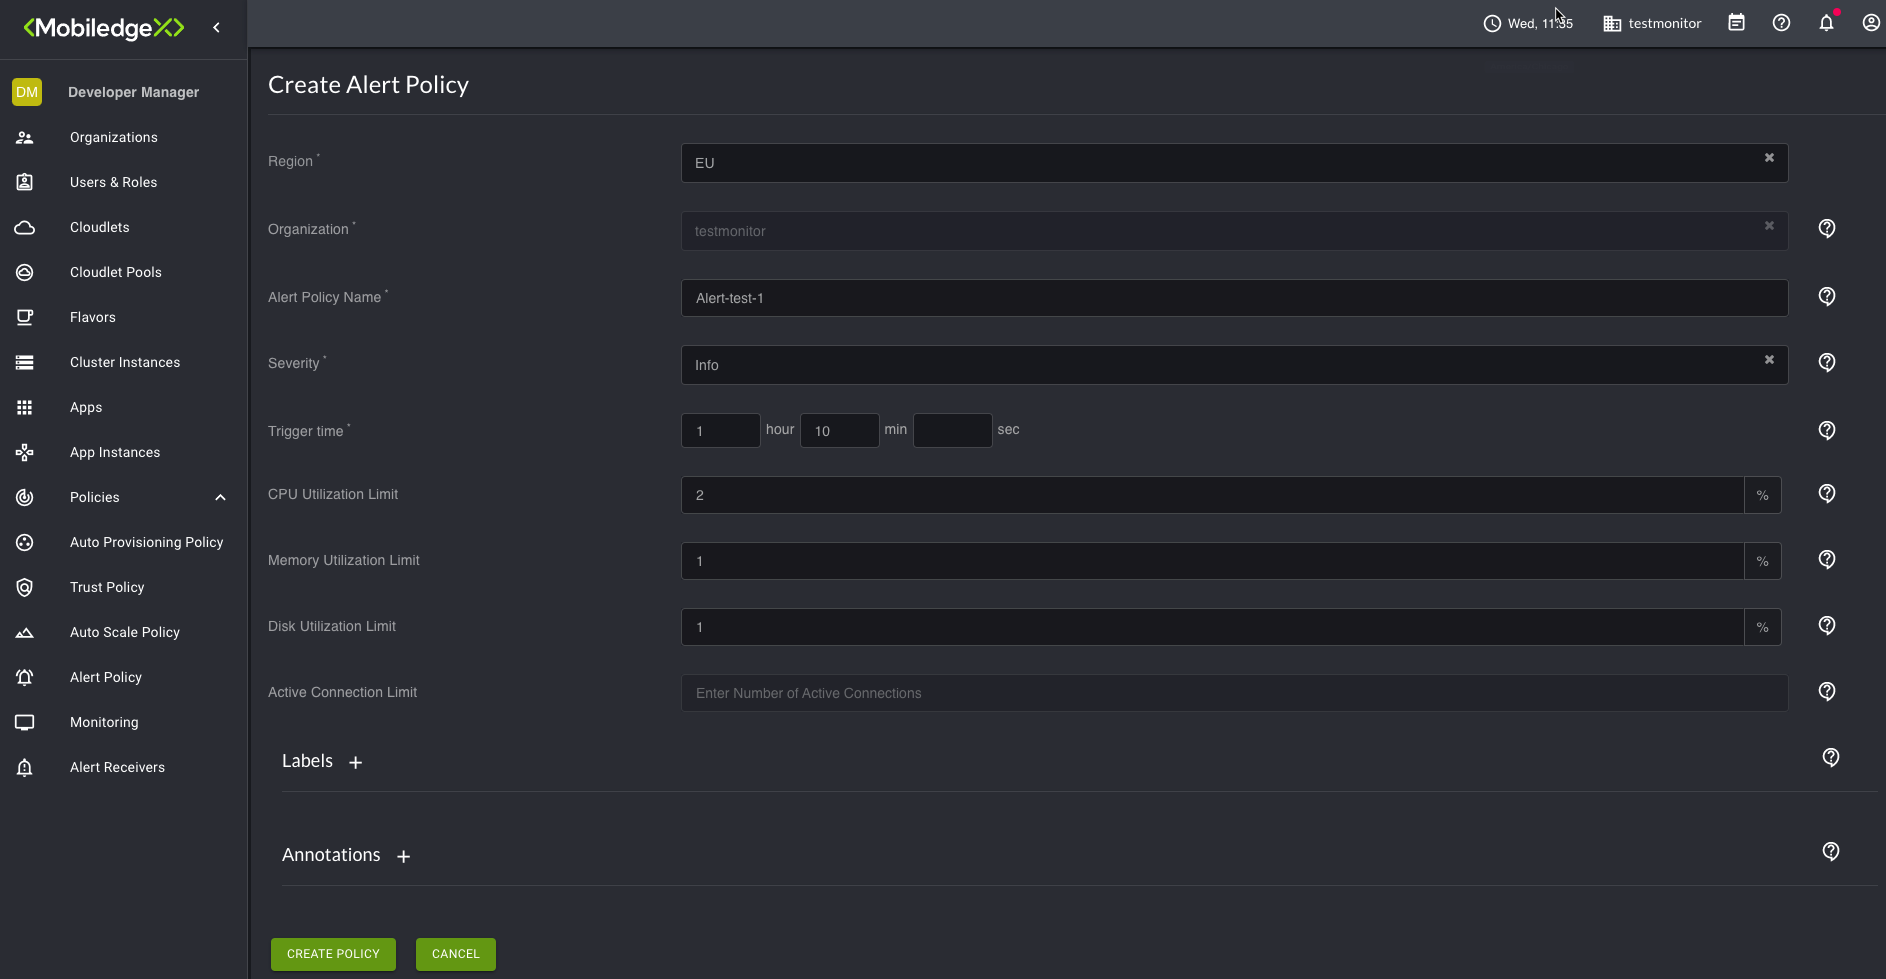 <MobiledgeX>
Wed, 11:35
testmonitor
DM
Developer Manager
Organizations
Users & Roles
Cloudlets
Cloudlet Pools
Flavors
Cluster Instances
Apps
App Instances
Policies
Auto Provisioning Policy
Trust Policy
Auto Scale Policy
Alert Policy
Monitoring
Alert Receivers
Create Alert Policy
Region *
EU
Organization *
testmonitor
Alert Policy Name *
Alert-test-1
Severity *
Info
Trigger time *
1 hour 10 min sec
CPU Utilization Limit
2 %
Memory Utilization Limit
1 %
Disk Utilization Limit
1 %
Active Connection Limit
Enter Number of Active Connections
Labels +
Annotations +
CREATE POLICY
CANCEL